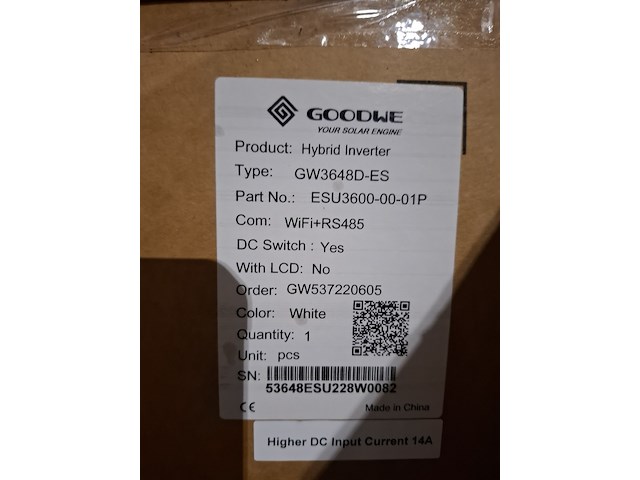 GOODWE
YOUR SOLAR ENGINE
Product: Hybrid Inverter
Type: GW3648D-ES
Part No.: ESU3600-00-01P
Com: WiFi+RS485
DC Switch : Yes
With LCD: No
Order: GW537220605
Color: White
Quantity: 1
Unit: pcs
SN:
53648ESU228W0082
CE Made in China
Higher DC Input Current 14A